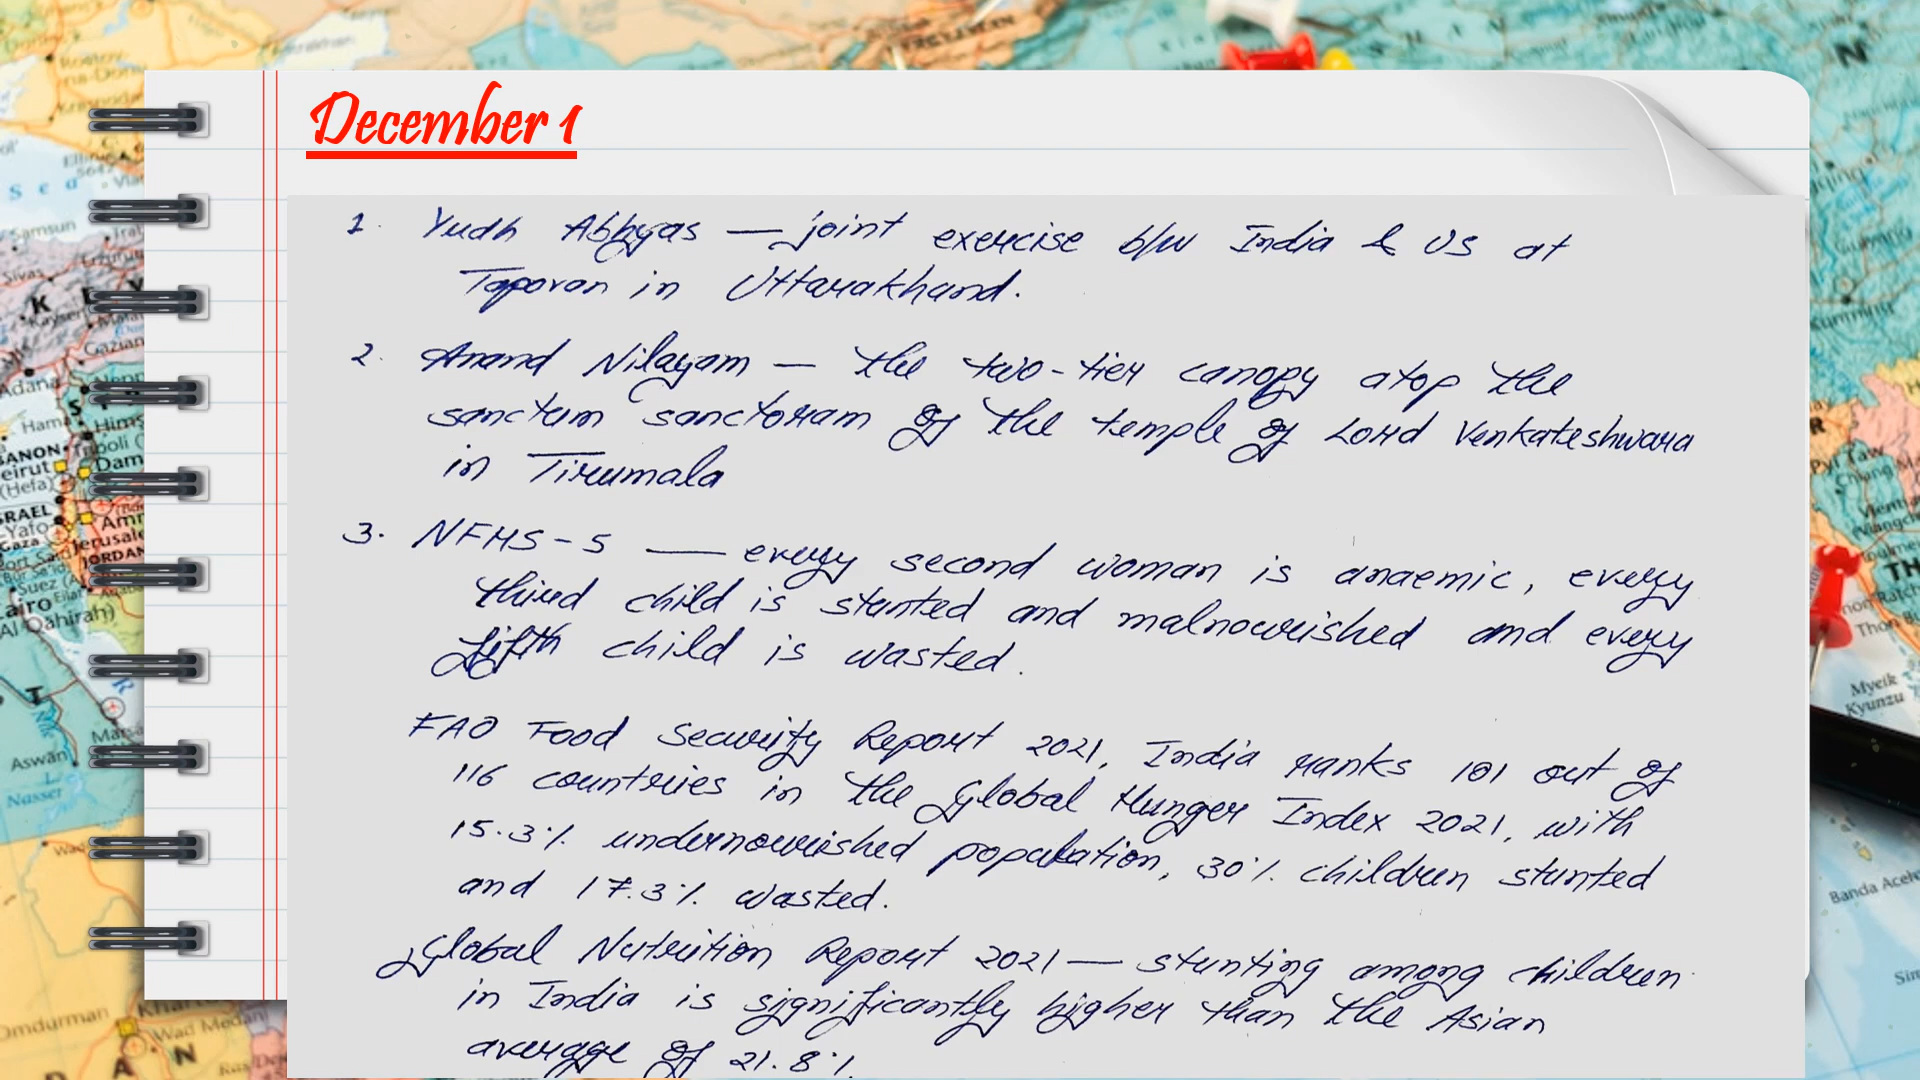 December 1
1. Yudh Abhyas — joint exercise b/w India & US at
Tapovan in Uttarakhand.
2. Anand Nilayam — the two-tier canopy atop the
sanctum sanctorum of the temple of Lord Venkateshwara
in Tirumala
3. NFHS-5 — every second woman is anaemic, every
third child is stunted and malnourished and every
fifth child is wasted.
FAO Food Security Report 2021, India ranks 101 out of
116 countries in the Global Hunger Index 2021, with
15.3% undernourished population, 30% children stunted
and 17.3% wasted.
Global Nutrition Report 2021 — stunting among children
in India is significantly higher than the Asian
average of 21.8%.